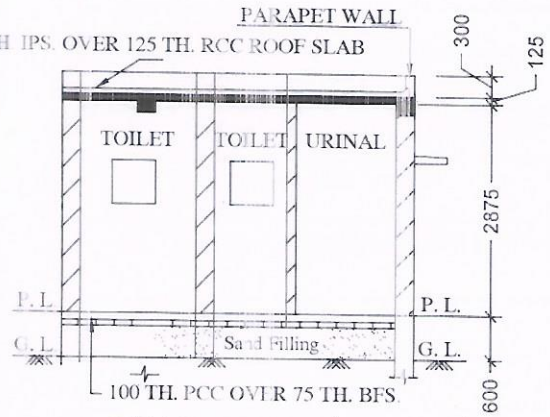 PARAPET WALL
H IPS. OVER 125 TH. RCC ROOF SLAB
300
125
TOILET TOILET URINAL
2875
P. L. P. L.
Sand Filling
G. L. G. L.
100 TH. PCC OVER 75 TH. BFS.
600